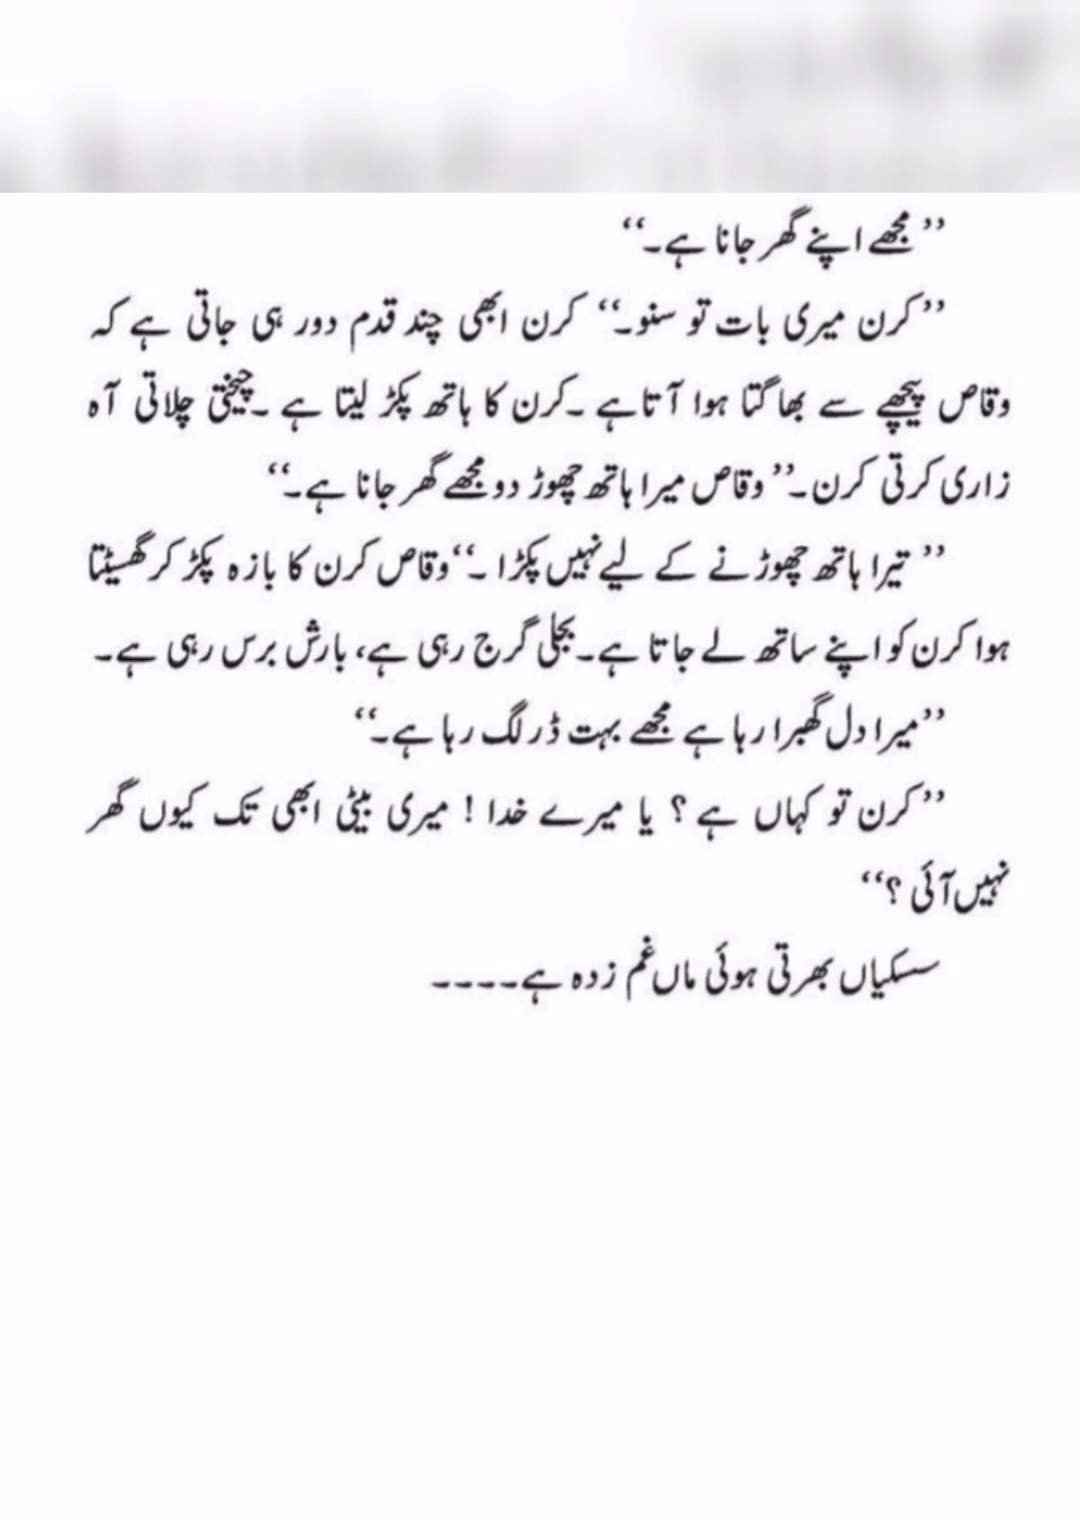 ’’ مجھے اپنے گھر جانا ہے۔‘‘
’’کرن میری بات تو سنو۔‘‘ کرن ابھی چند قدم دور ہی جاتی ہے کہ
وقاص پیچھے سے بھاگتا ہوا آتا ہے ۔کرن کا ہاتھ پکڑ لیتا ہے ۔چیختی چلاتی آہ
زاری کرتی کرن۔’’ وقاص میرا ہاتھ چھوڑ دو مجھے گھر جانا ہے۔‘‘
’’ تیرا ہاتھ چھوڑنے کے لیے نہیں پکڑا ۔‘‘وقاص کرن کا بازہ پکڑ کر گھسیٹتا
ہوا کرن کو اپنے ساتھ لے جاتا ہے۔ بجلی گرج رہی ہے، بارش برس رہی ہے۔
’’میرا دل گھبرا رہا ہے مجھے بہت ڈر لگ رہا ہے۔‘‘
’’کرن تو کہاں ہے ؟ یا میرے خدا ! میری بیٹی ابھی تک کیوں گھر
نہیں آئی ؟‘‘
سسکیاں بھرتی ہوئی ماں غم زدہ ہے۔۔۔۔